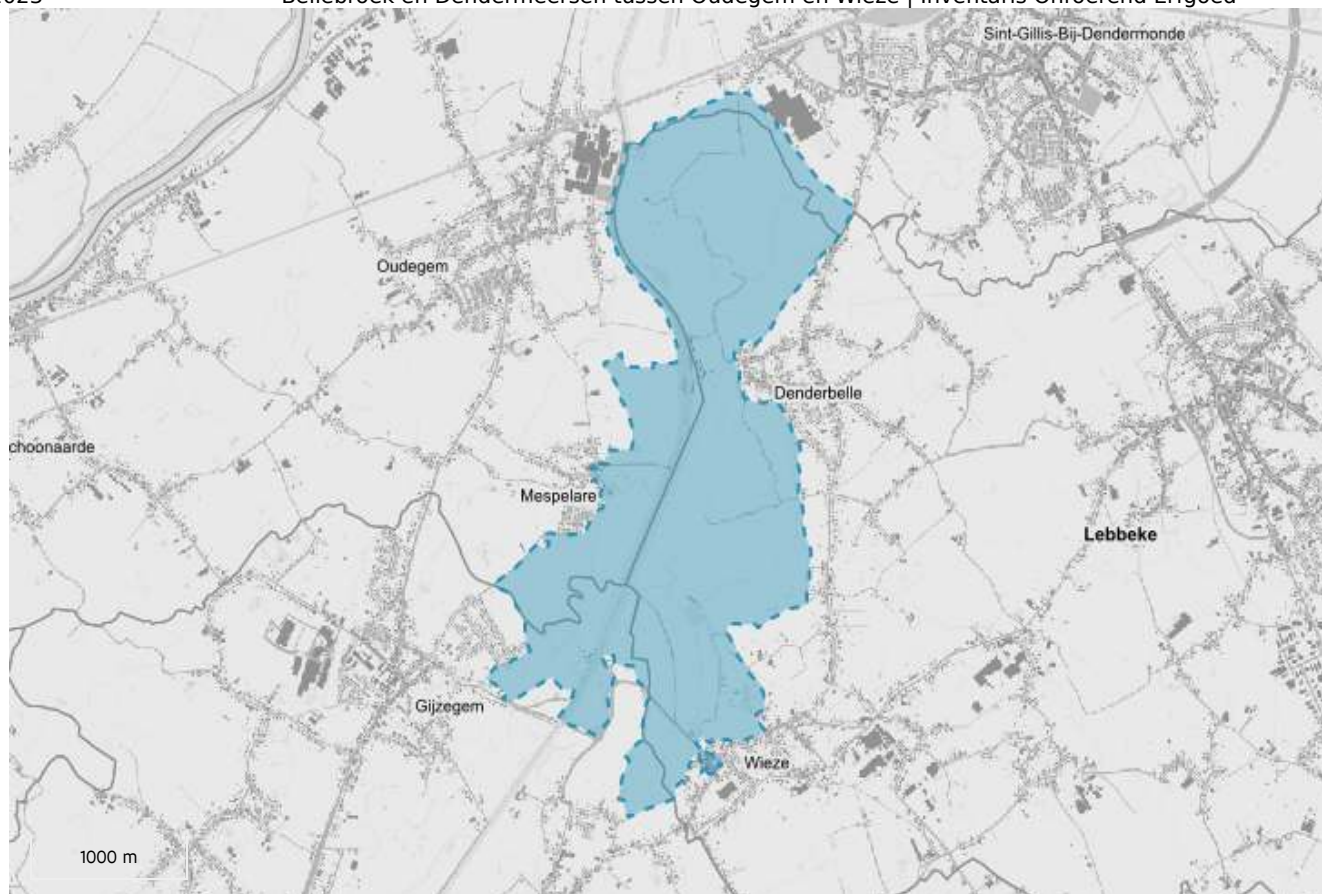 Bellebroek en Dendermeersen tussen Oudegem en Wieze | Inventaris Onroerend Erfgoed
Sint-Gillis-Bij-Dendermonde
Oudegem
Denderbelle
choonaarde
Mespelare
Lebbeke
Gijzegem
Wieze
1000 m